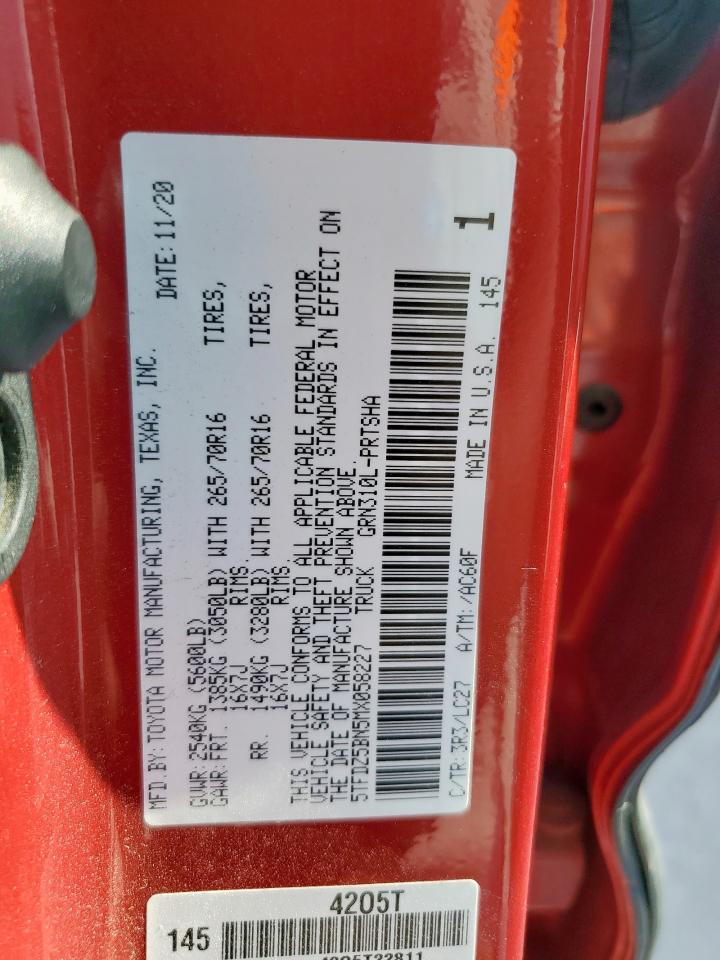 MFD.BY: TOYOTA MOTOR MANUFACTURING, TEXAS, INC. DATE: 11/20
GVWR: 2540KG (5600LB)
GAWR: FRT. 1385KG (3050LB) WITH 265/70R16 TIRES,
16X7J RIMS.
RR. 1490KG (3280LB) WITH 265/70R16 TIRES,
16X7J RIMS.
THIS VEHICLE CONFORMS TO ALL APPLICABLE FEDERAL MOTOR
VEHICLE SAFETY AND THEFT PREVENTION STANDARDS IN EFFECT ON
THE DATE OF MANUFACTURE SHOWN ABOVE.
5TFDZ5BN5MX058227 TRUCK GRN310L-PRTSHA
1
C/TR: 3R3/LC27 A/TM: /AC60F MADE IN U.S.A. 145
4205T
145